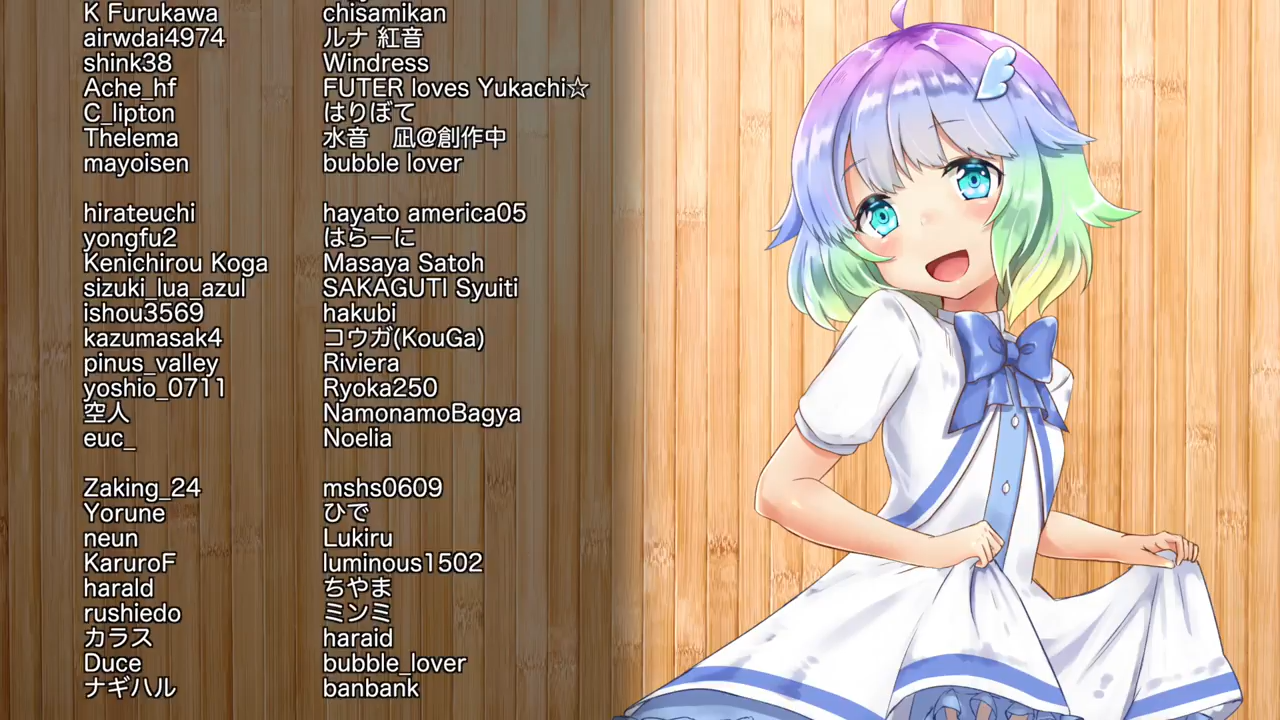 K Furukawa
airwdai4974
shink38
Ache_hf
C_lipton
Thelema
mayoisen
hirateuchi
yongfu2
Kenichirou Koga
sizuki_lua_azul
ishou3569
kazumasak4
pinus_valley
yoshio_0711
空人
euc_
Zaking_24
Yorune
neun
KaruroF
harald
rushiedo
カラス
Duce
ナギハル
chisamikan
ルナ 紅音
Windress
FUTER loves Yukachi☆
はりぼて
水音　凪@創作中
bubble lover
hayato america05
はらーに
Masaya Satoh
SAKAGUTI Syuiti
hakubi
コウガ(KouGa)
Riviera
Ryoka250
NamonamoBagya
Noelia
mshs0609
ひで
Lukiru
luminous1502
ちやま
ミンミ
haraid
bubble_lover
banbank